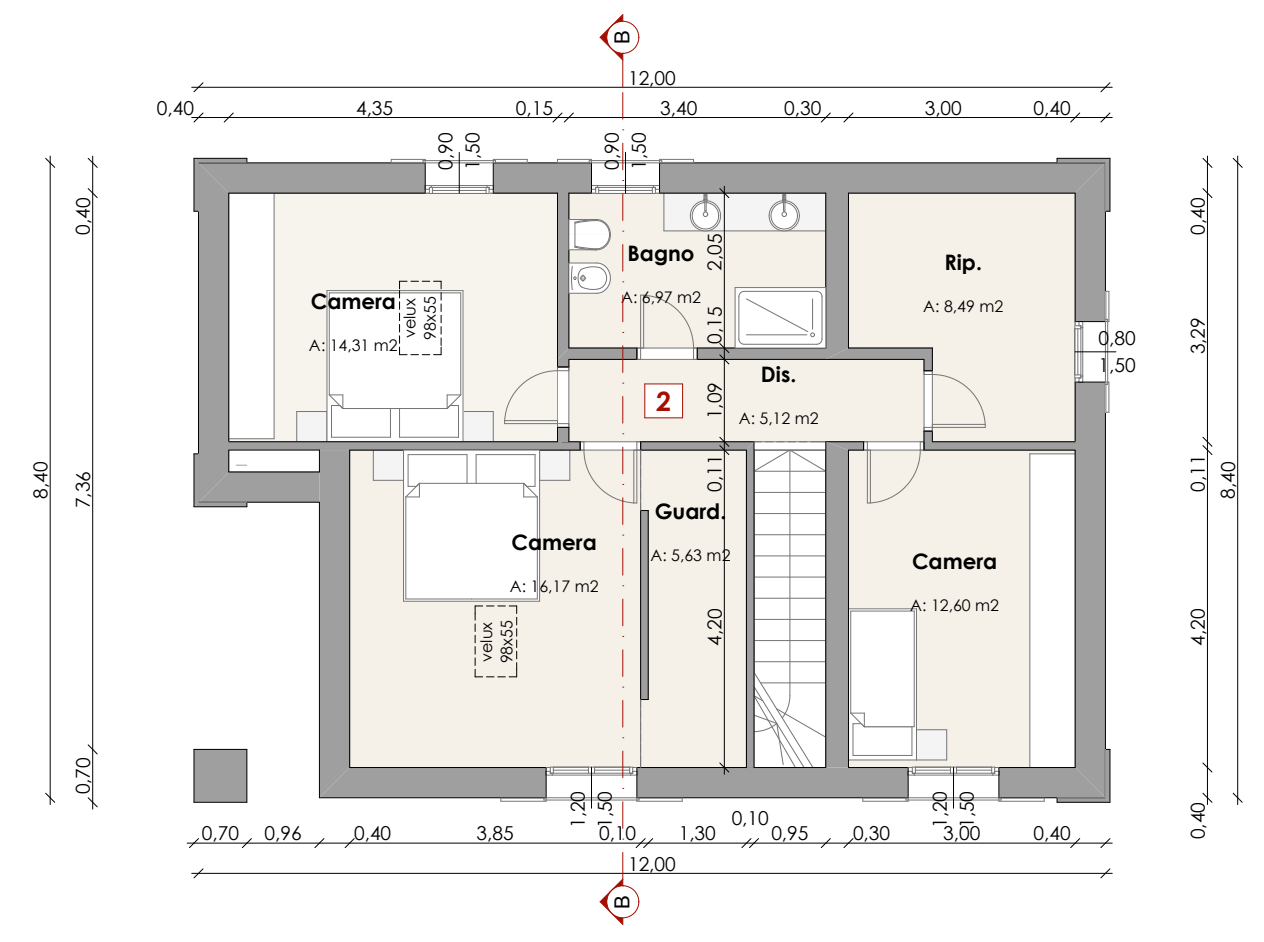 B
12,00
0,40 4,35 0,15 3,40 0,30 3,00 0,40
0,90
1,50
0,90
1,50
0,40
7,36
0,70
8,40
Camera
A: 14,31 m2
velux
98x55
Bagno
A: 6,97 m2
2,05
0,15
1,09
0,11
4,20
Rip.
A: 8,49 m2
0,80
1,50
2
Dis.
A: 5,12 m2
Camera
A: 16,17 m2
velux
98x55
Guard.
A: 5,63 m2
Camera
A: 12,60 m2
0,40
3,29
0,11
4,20
0,40
8,40
1,20
1,50
1,20
1,50
0,10
0,70 0,96 0,40 3,85 0,10 1,30 0,95 0,30 3,00 0,40
12,00
B